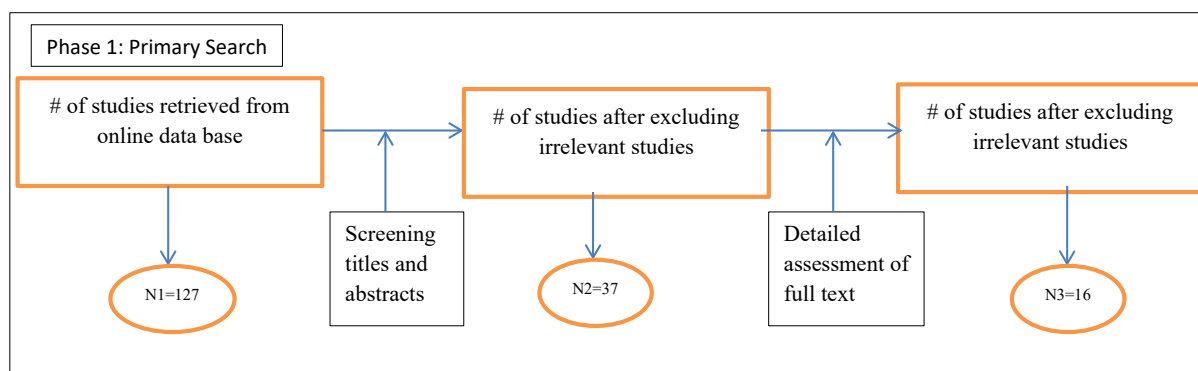 Phase 1: Primary Search
# of studies retrieved from
online data base
# of studies after excluding
irrelevant studies
# of studies after excluding
irrelevant studies
Screening
titles and
abstracts
Detailed
assessment of
full text
N1=127
N2=37
N3=16